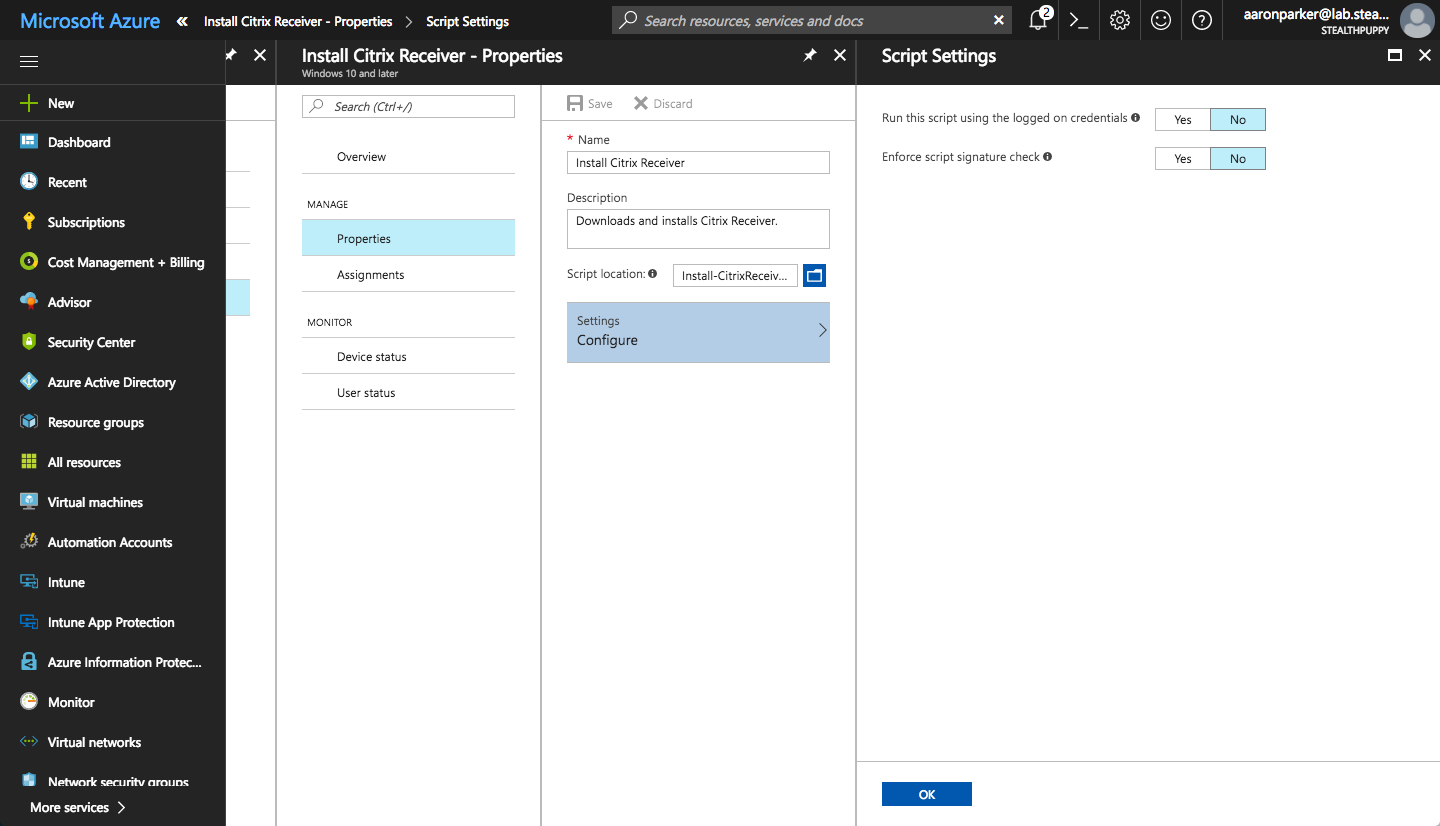 Microsoft Azure « Install Citrix Receiver - Properties > Script Settings
Search resources, services and docs
2
aaronparker@lab.stea...
STEALTHPUPPY
New
Dashboard
Recent
Subscriptions
Cost Management + Billing
Advisor
Security Center
Azure Active Directory
Resource groups
All resources
Virtual machines
Automation Accounts
Intune
Intune App Protection
Azure Information Protec...
Monitor
Virtual networks
Network security groups
More services >
Install Citrix Receiver - Properties
Windows 10 and later
Search (Ctrl+/)
Overview
MANAGE
Properties
Assignments
MONITOR
Device status
User status
Save Discard
* Name
Install Citrix Receiver
Description
Downloads and installs Citrix Receiver.
Script location: Install-CitrixReceiv...
Settings
Configure
Script Settings
Run this script using the logged on credentials Yes No
Enforce script signature check Yes No
OK